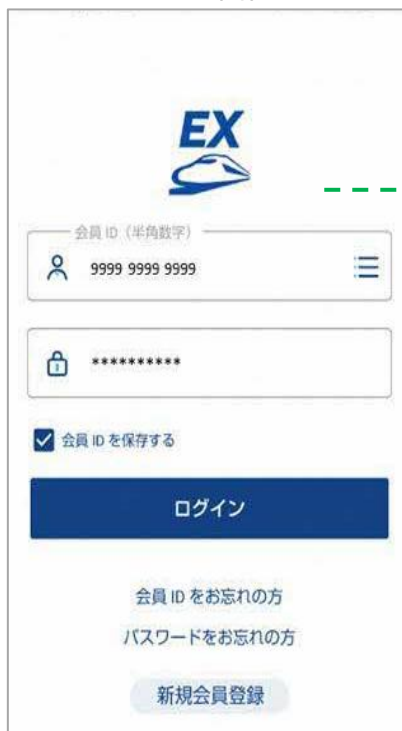 EX
会員 ID（半角数字）
9999 9999 9999
**********
会員 ID を保存する
ログイン
会員 ID をお忘れの方
パスワードをお忘れの方
新規会員登録